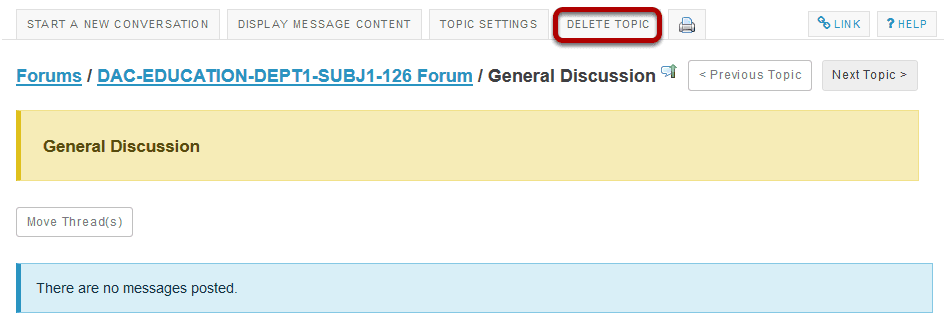 START A NEW CONVERSATION DISPLAY MESSAGE CONTENT TOPIC SETTINGS DELETE TOPIC LINK ? HELP
Forums / DAC-EDUCATION-DEPT1-SUBJ1-126 Forum / General Discussion < Previous Topic Next Topic >
General Discussion
Move Thread(s)
There are no messages posted.